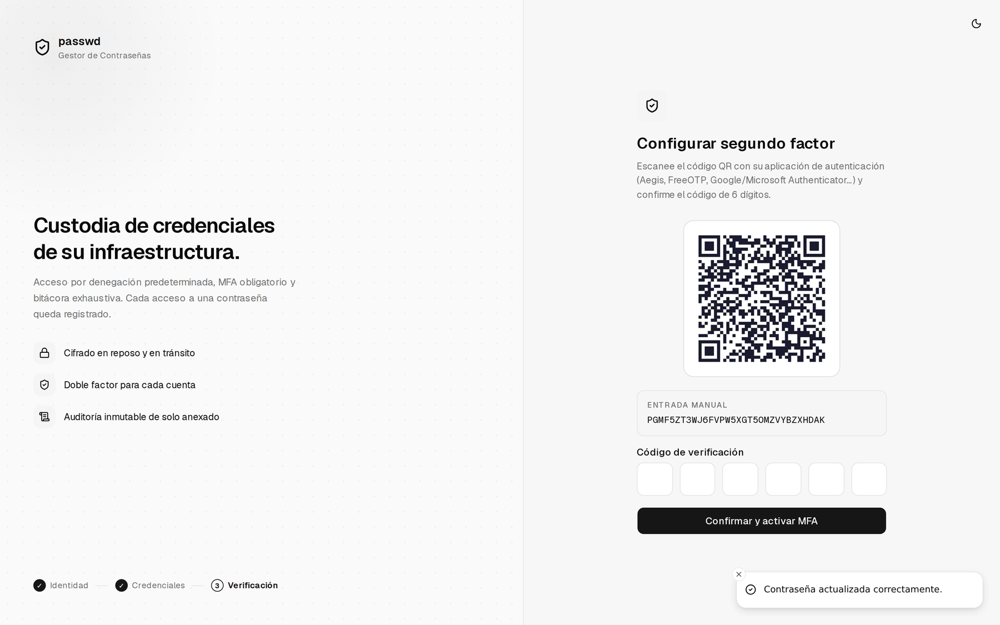 passwd
Gestor de Contraseñas
Custodia de credenciales
de su infraestructura.
Acceso por denegación predeterminada, MFA obligatorio y
bitácora exhaustiva. Cada acceso a una contraseña
queda registrado.
Cifrado en reposo y en tránsito
Doble factor para cada cuenta
Auditoría inmutable de solo anexado
✓ Identidad ✓ Credenciales 3 Verificación
Configurar segundo factor
Escanee el código QR con su aplicación de autenticación
(Aegis, FreeOTP, Google/Microsoft Authenticator…) y
confirme el código de 6 dígitos.
ENTRADA MANUAL
PGMF5ZT3WJ6FVPW5XGT5OMZVYBZXHDAK
Código de verificación
Confirmar y activar MFA
Contraseña actualizada correctamente.